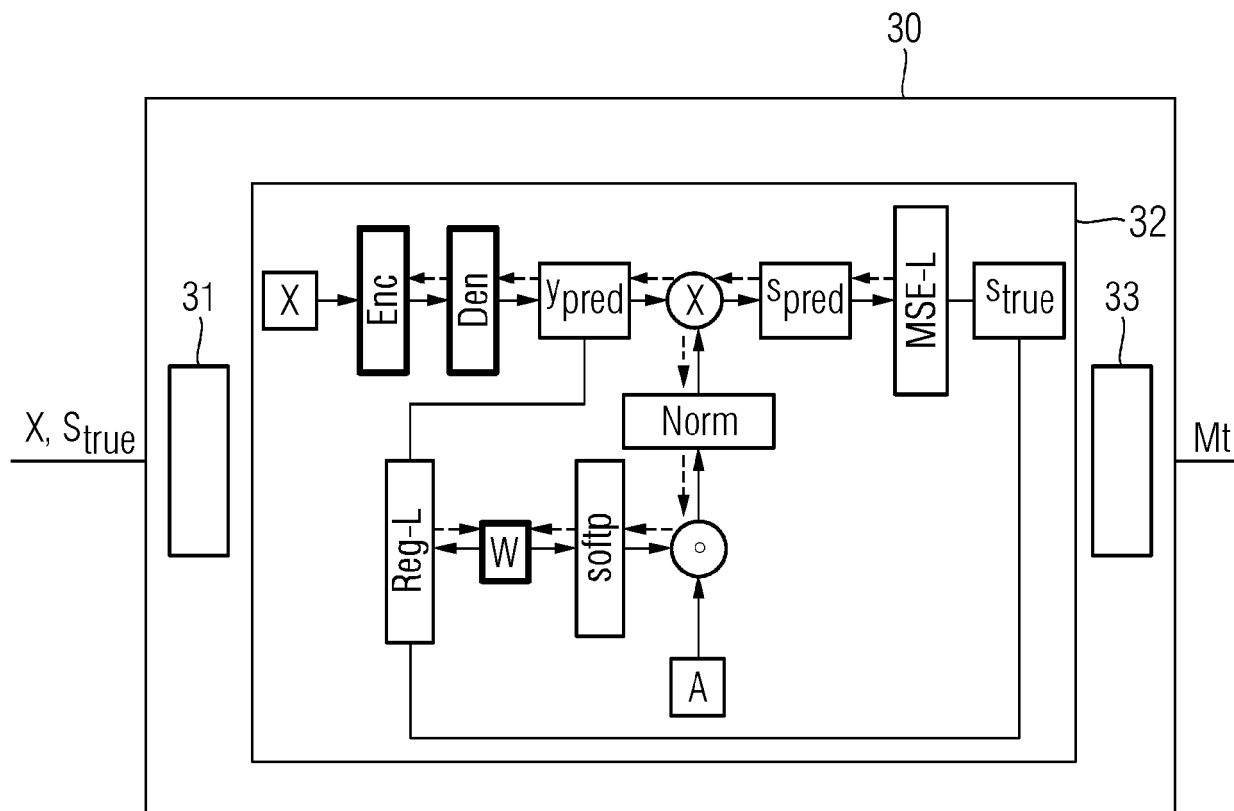 30
32
31
33
X
Enc
Den
ypred
X
spred
MSE-L
strue
X, Strue
Mt
Norm
Reg-L
W
softp
∘
A